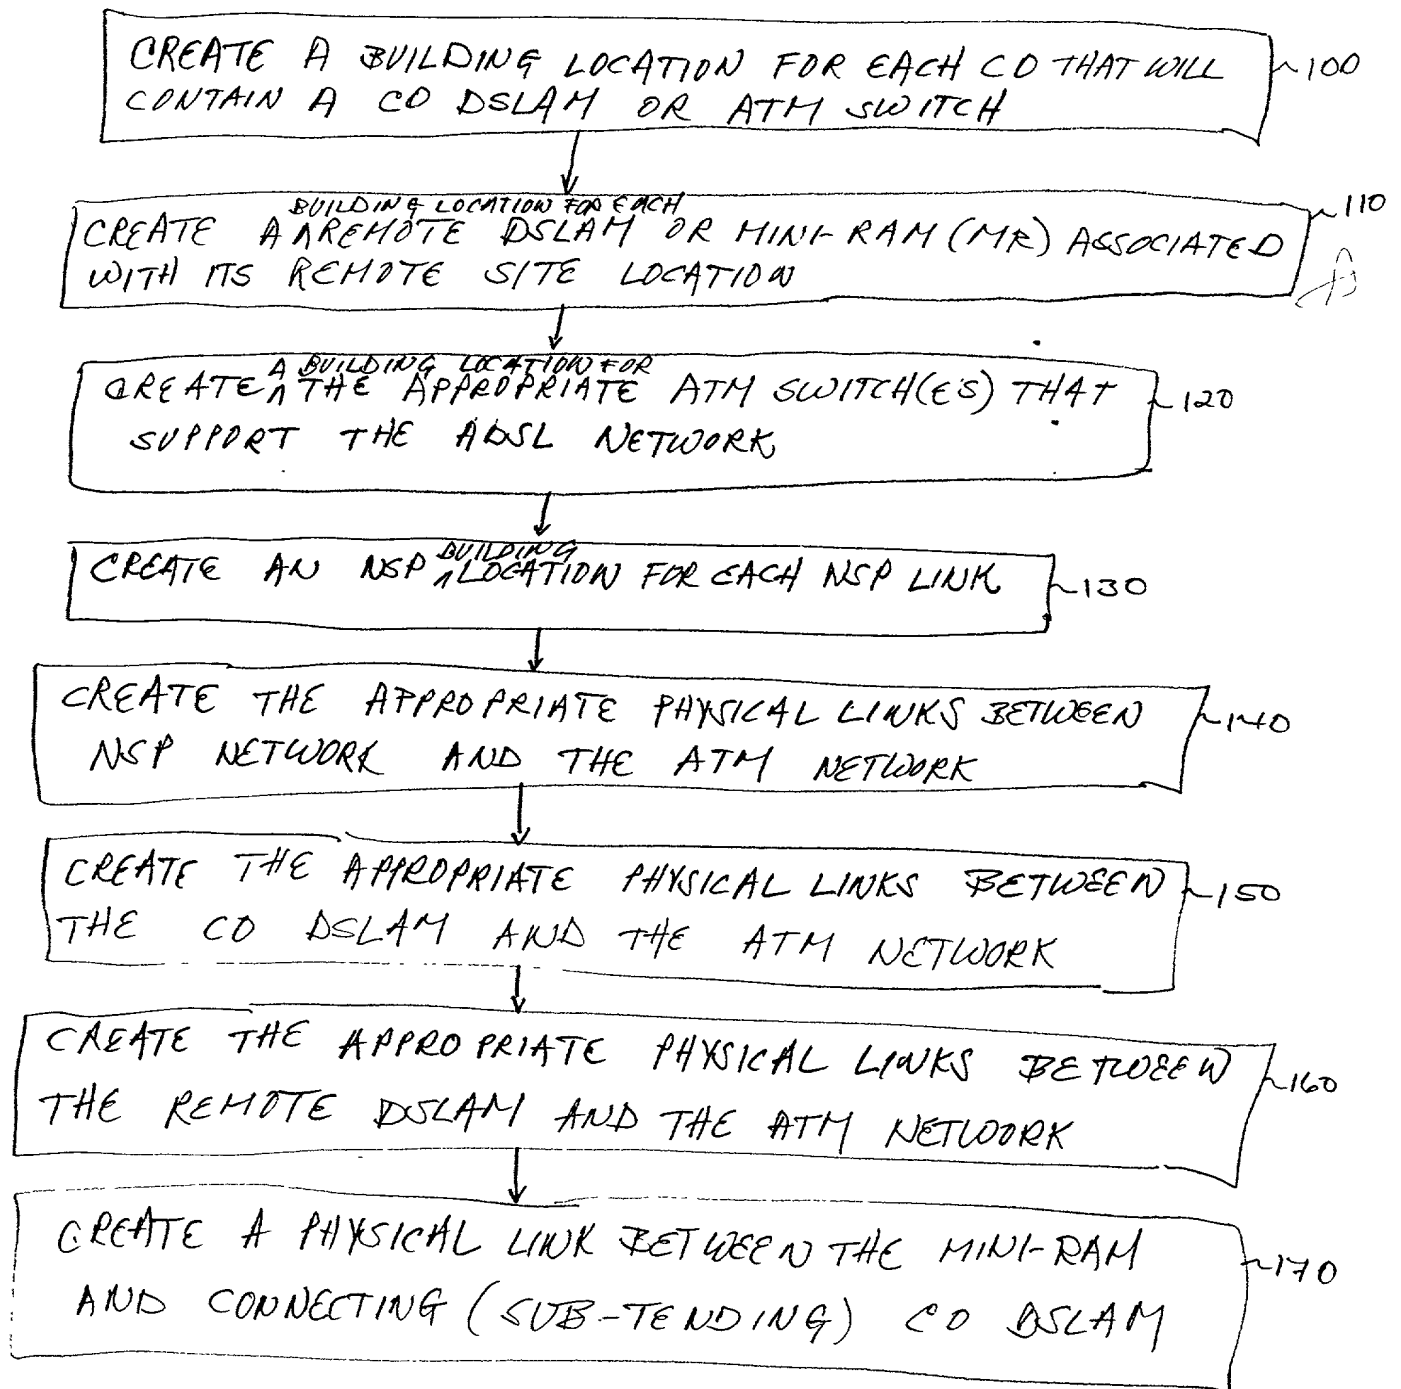 CREATE A BUILDING LOCATION FOR EACH CO THAT WILL
CONTAIN A CO DSLAM OR ATM SWITCH
100
BUILDING LOCATION FOR EACH
CREATE A ^ REMOTE DSLAM OR MINI-RAM (MR) ASSOCIATED
WITH ITS REMOTE SITE LOCATION
110
A BUILDING LOCATION FOR
CREATE ^ THE APPROPRIATE ATM SWITCH(ES) THAT
SUPPORT THE ADSL NETWORK
120
BUILDING
CREATE AN NSP ^ LOCATION FOR EACH NSP LINK
130
CREATE THE APPROPRIATE PHYSICAL LINKS BETWEEN
NSP NETWORK AND THE ATM NETWORK
140
CREATE THE APPROPRIATE PHYSICAL LINKS BETWEEN
THE CO DSLAM AND THE ATM NETWORK
150
CREATE THE APPROPRIATE PHYSICAL LINKS BETWEEN
THE REMOTE DSLAM AND THE ATM NETWORK
160
CREATE A PHYSICAL LINK BETWEEN THE MINI-RAM
AND CONNECTING (SUB-TENDING) CO DSLAM
170